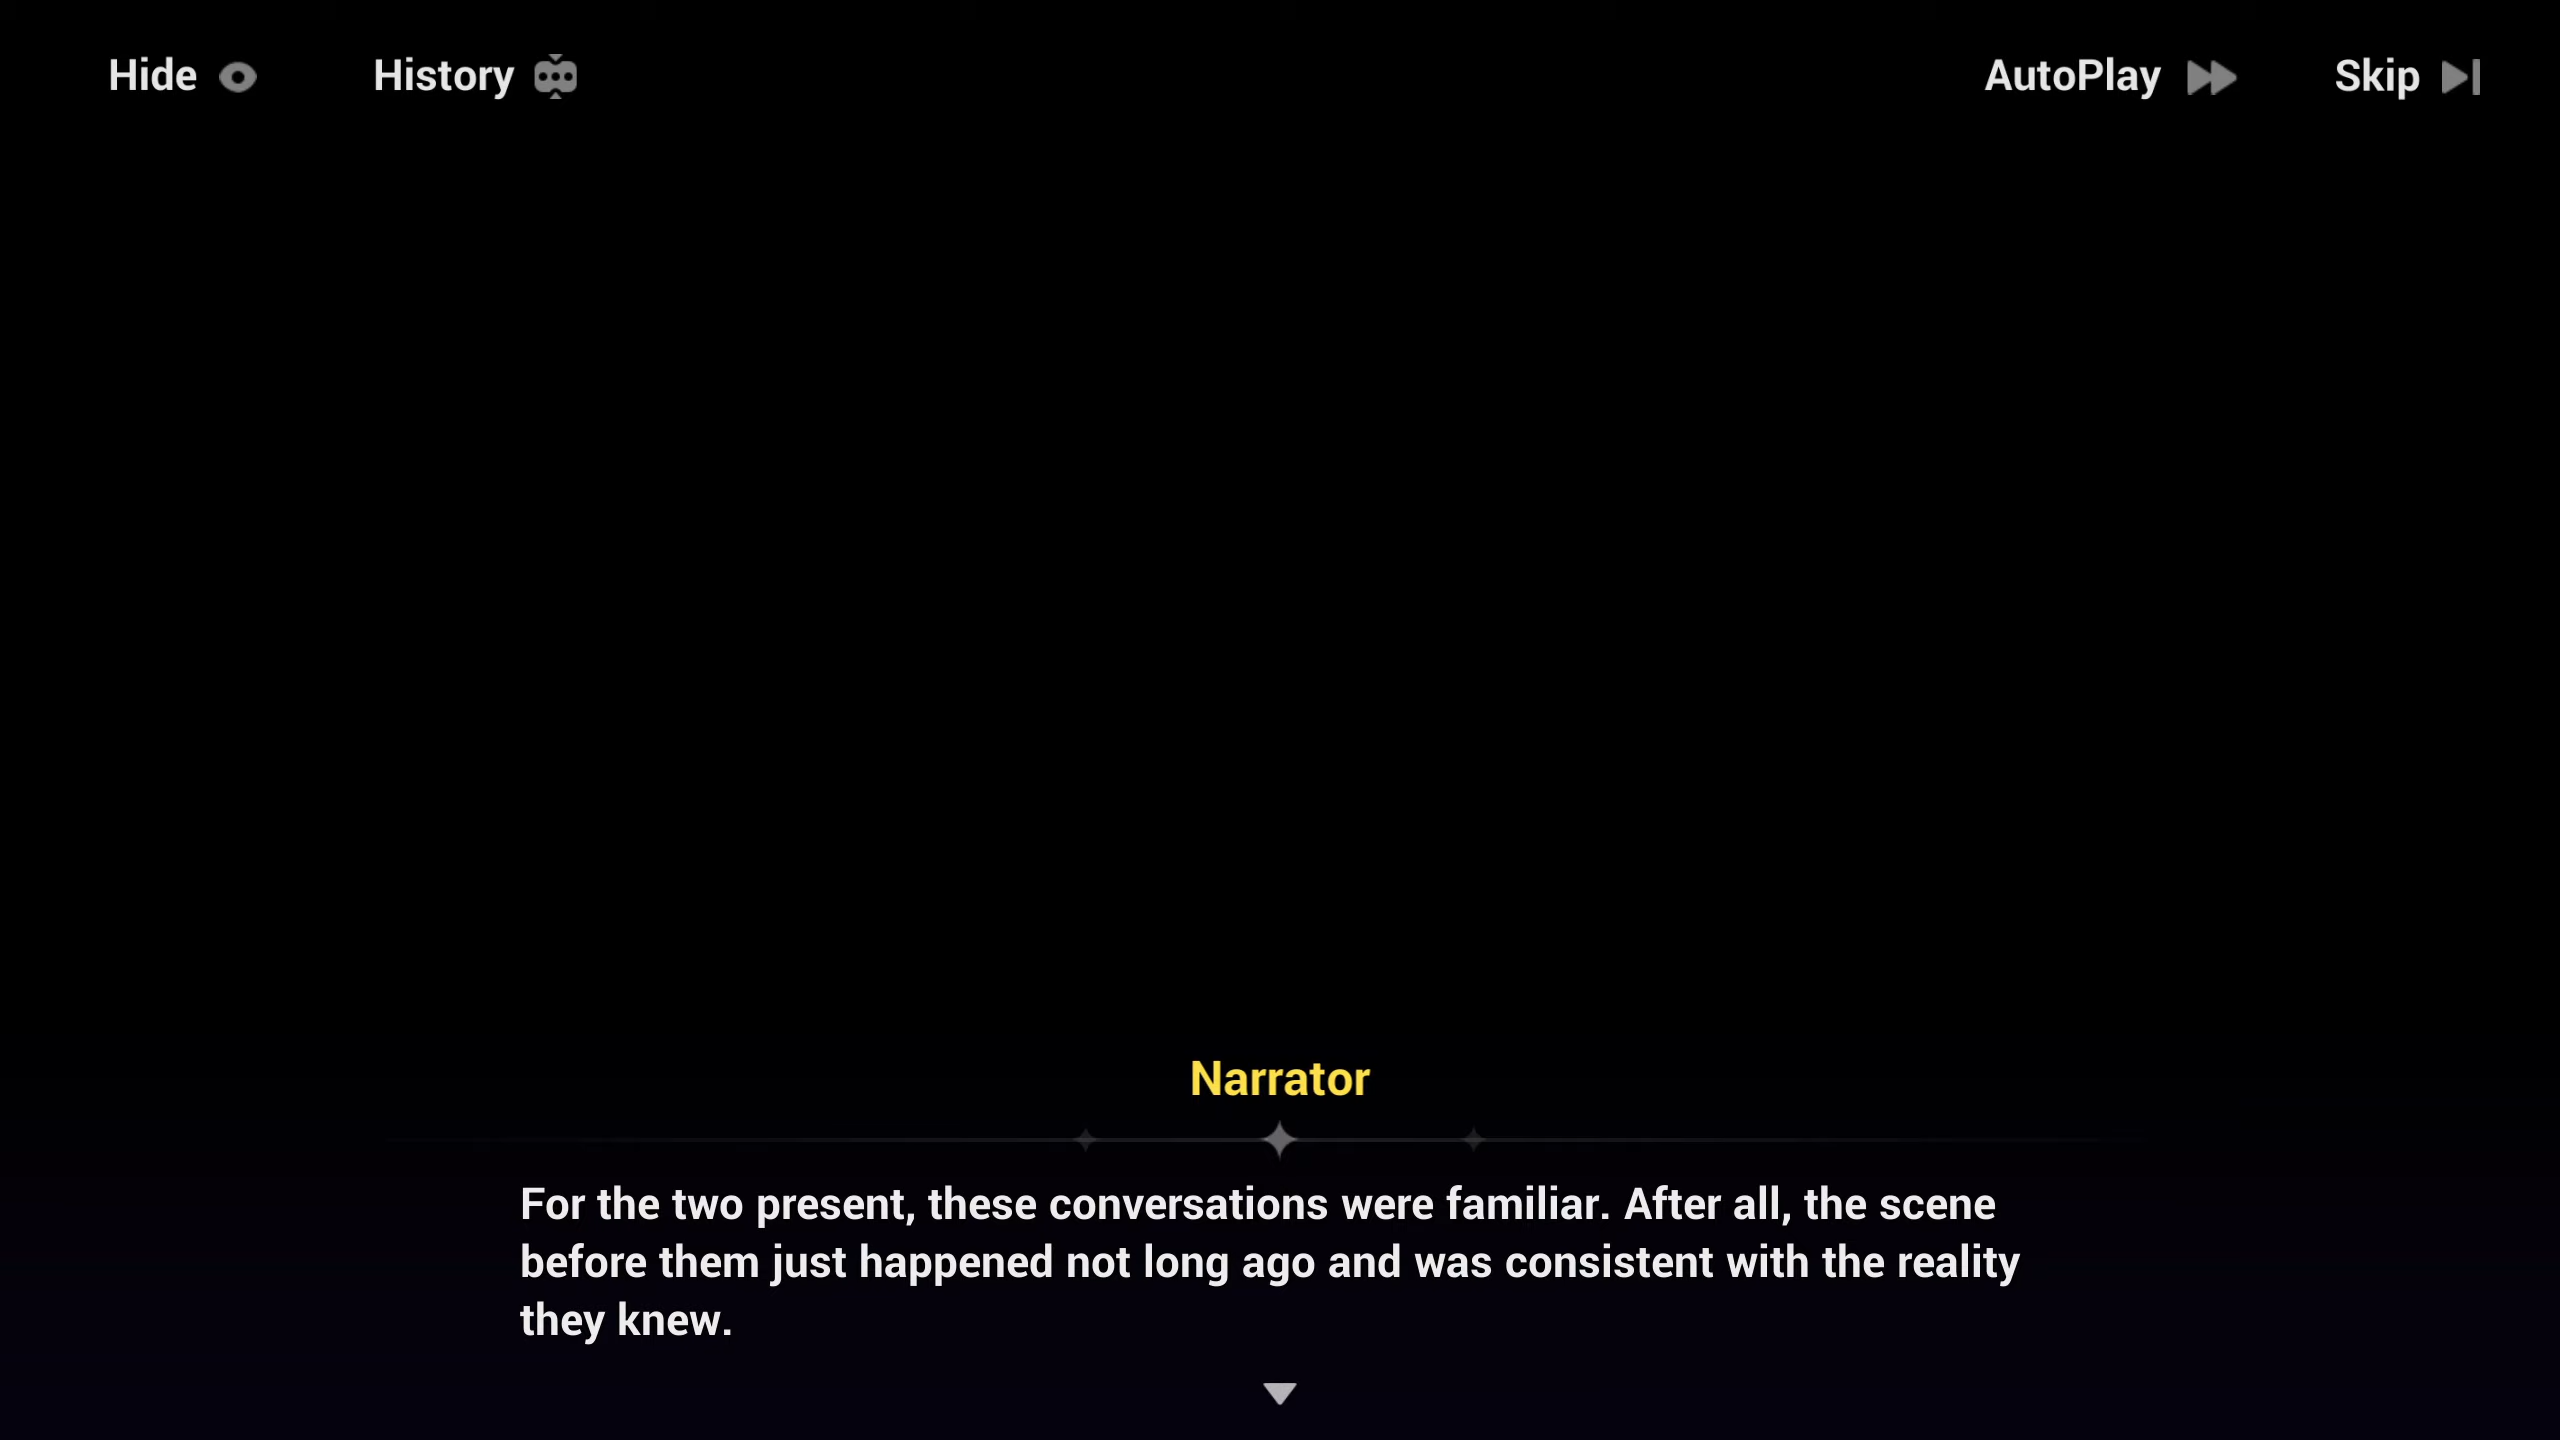 Hide
History
AutoPlay
Skip
Narrator
For the two present, these conversations were familiar. After all, the scene
before them just happened not long ago and was consistent with the reality
they knew.